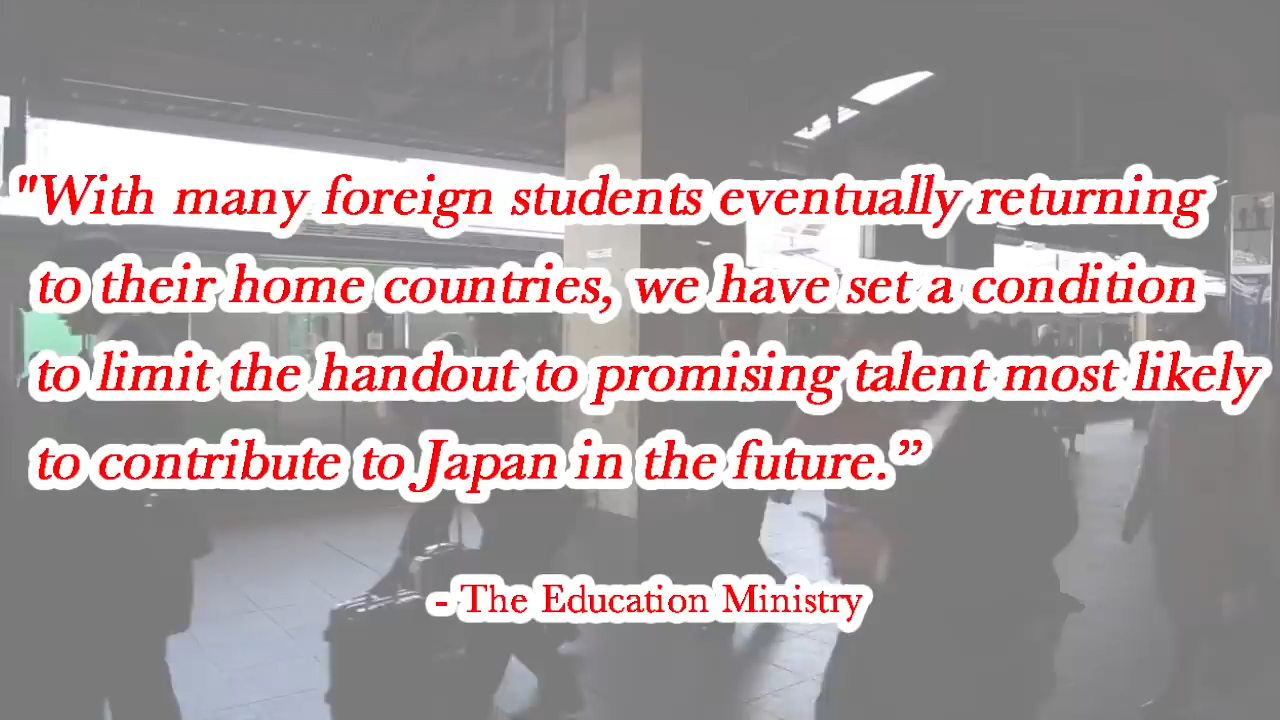 "With many foreign students eventually returning
to their home countries, we have set a condition
to limit the handout to promising talent most likely
to contribute to Japan in the future.”
- The Education Ministry